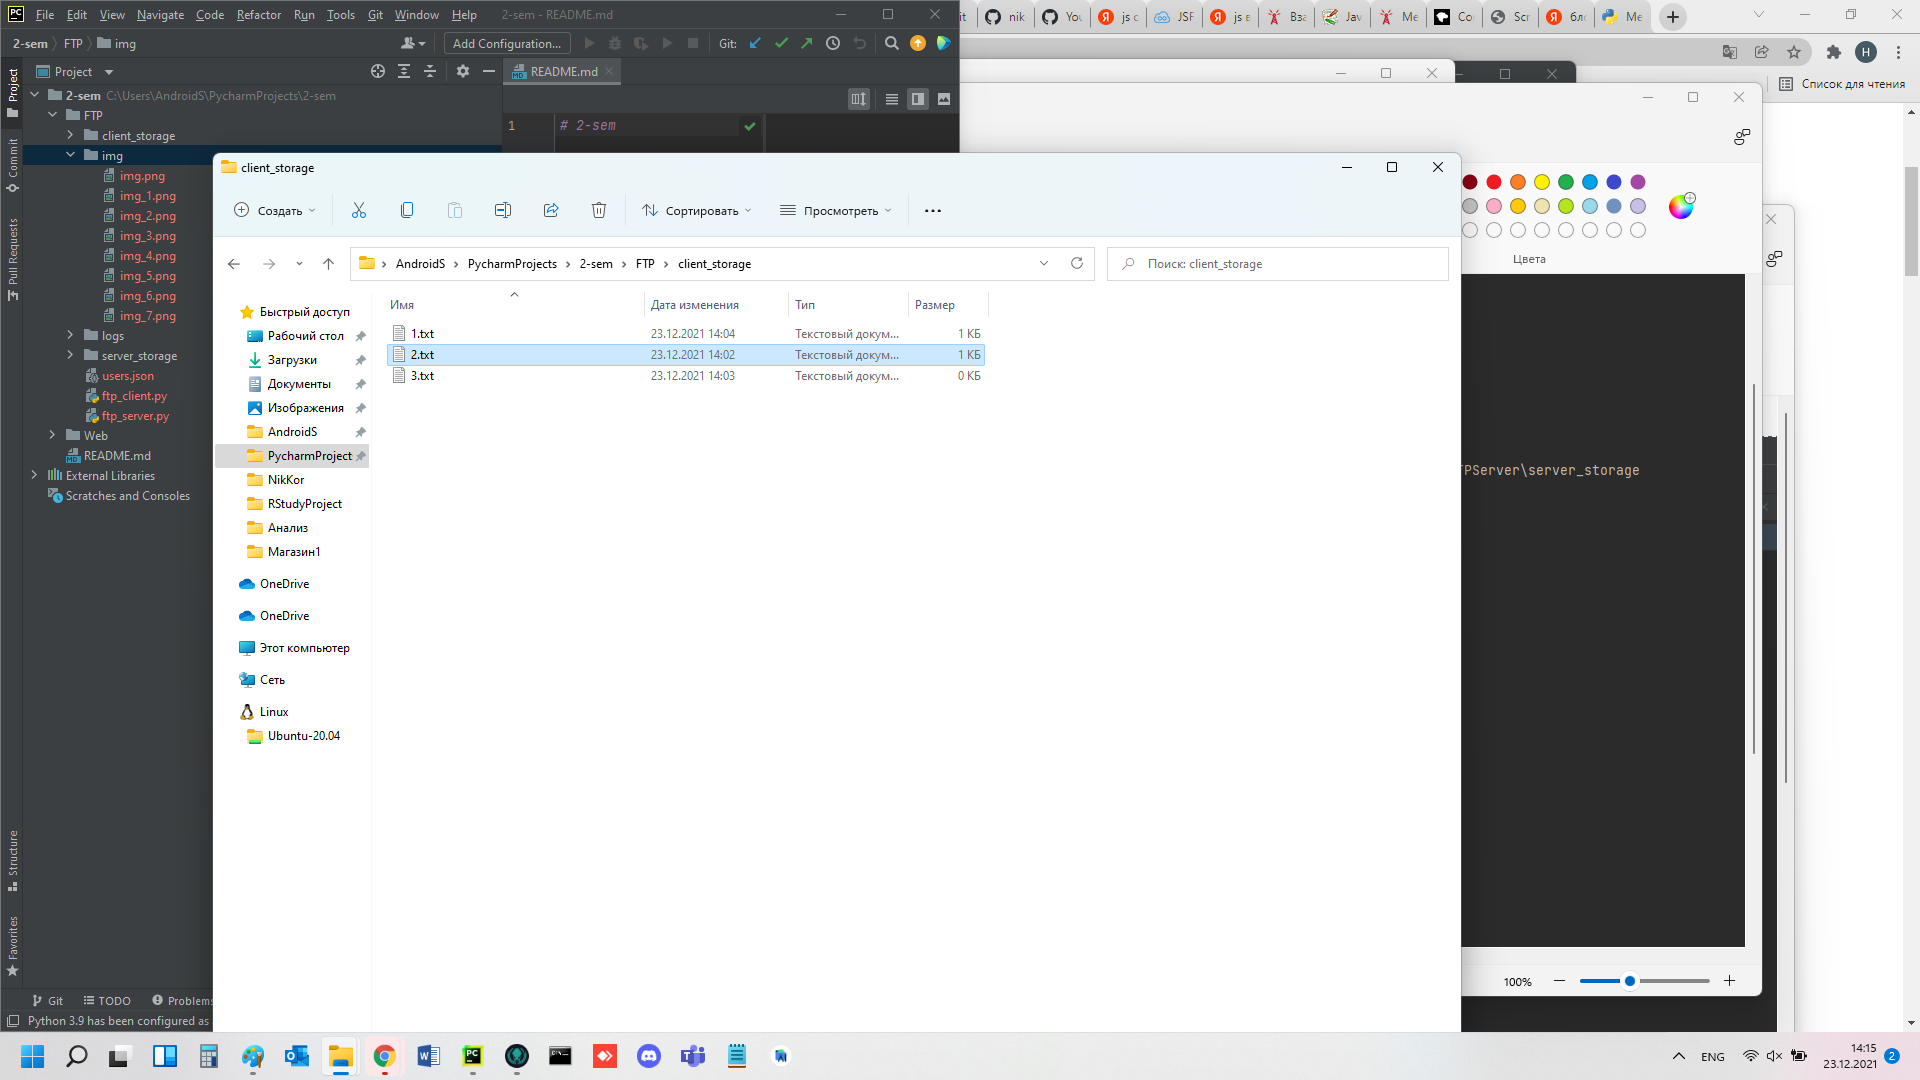 File Edit View Navigate Code Refactor Run Tools Git Window Help 2-sem - README.md
2-sem FTP img
Add Configuration...
Git:
Project
README.md
2-sem C:\Users\AndroidS\PycharmProjects\2-sem
FTP
client_storage
img
img.png
img_1.png
img_2.png
img_3.png
img_4.png
img_5.png
img_6.png
img_7.png
logs
server_storage
users.json
ftp_client.py
ftp_server.py
Web
README.md
External Libraries
Scratches and Consoles
Project
Commit
Pull Requests
Structure
Favorites
1 # 2-sem
Git TODO Problems
Python 3.9 has been configured as
client_storage
Создать
Сортировать
Просмотреть
AndroidS > PycharmProjects > 2-sem > FTP > client_storage
Поиск: client_storage
Быстрый доступ
Рабочий стол
Загрузки
Документы
Изображения
AndroidS
PycharmProject
NikKor
RStudyProject
Анализ
Магазин1
OneDrive
OneDrive
Этот компьютер
Сеть
Linux
Ubuntu-20.04
Имя Дата изменения Тип Размер
1.txt 23.12.2021 14:04 Текстовый докум... 1 КБ
2.txt 23.12.2021 14:02 Текстовый докум... 1 КБ
3.txt 23.12.2021 14:03 Текстовый докум... 0 КБ
nik
You
js c
JSF
js в
Вза
Jav
Ме
Co
Scr
бло
Me
Н
Список для чтения
Цвета
PServer\server_storage
100%
ENG
14:15
23.12.2021
2